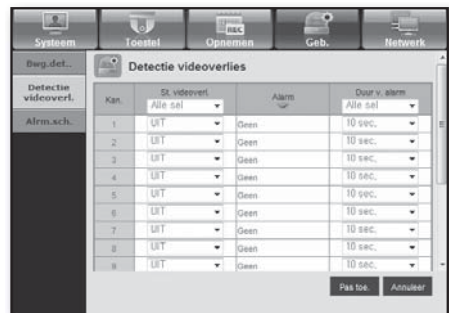 Systeem Toestel Opnemen Geb. Netwerk
REC
Bwg.det..
Detectie videoverl.
Alrm.sch.
Detectie videoverlies
Kan. St. videoverl. Alarm Duur v. alarm
Alle sel Alle sel
1 UIT Geen 10 sec.
2 UIT Geen 10 sec.
3 UIT Geen 10 sec.
4 UIT Geen 10 sec.
5 UIT Geen 10 sec.
6 UIT Geen 10 sec.
7 UIT Geen 10 sec.
8 UIT Geen 10 sec.
9 UIT Geen 10 sec.
Pas toe. Annuleer